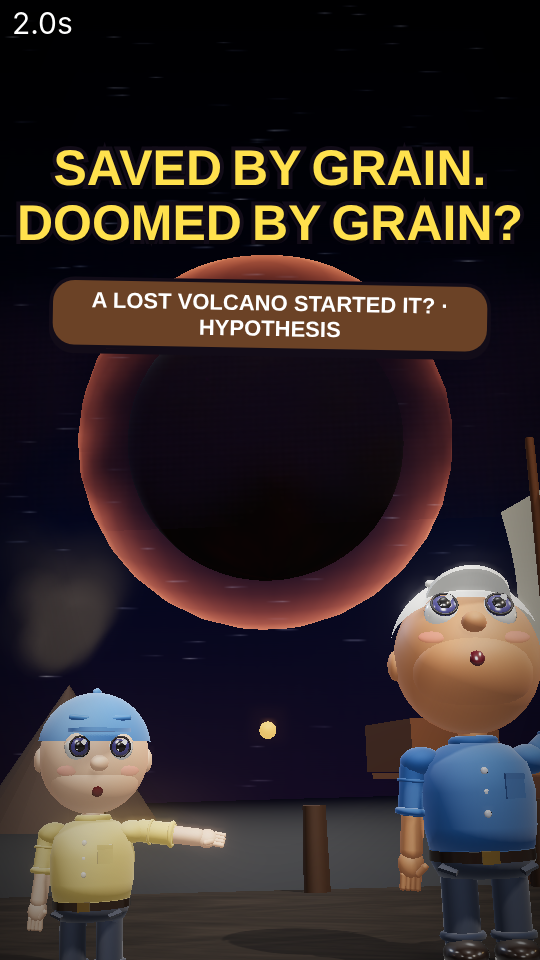 2.0s
SAVED BY GRAIN.
DOOMED BY GRAIN?
A LOST VOLCANO STARTED IT? ·
HYPOTHESIS